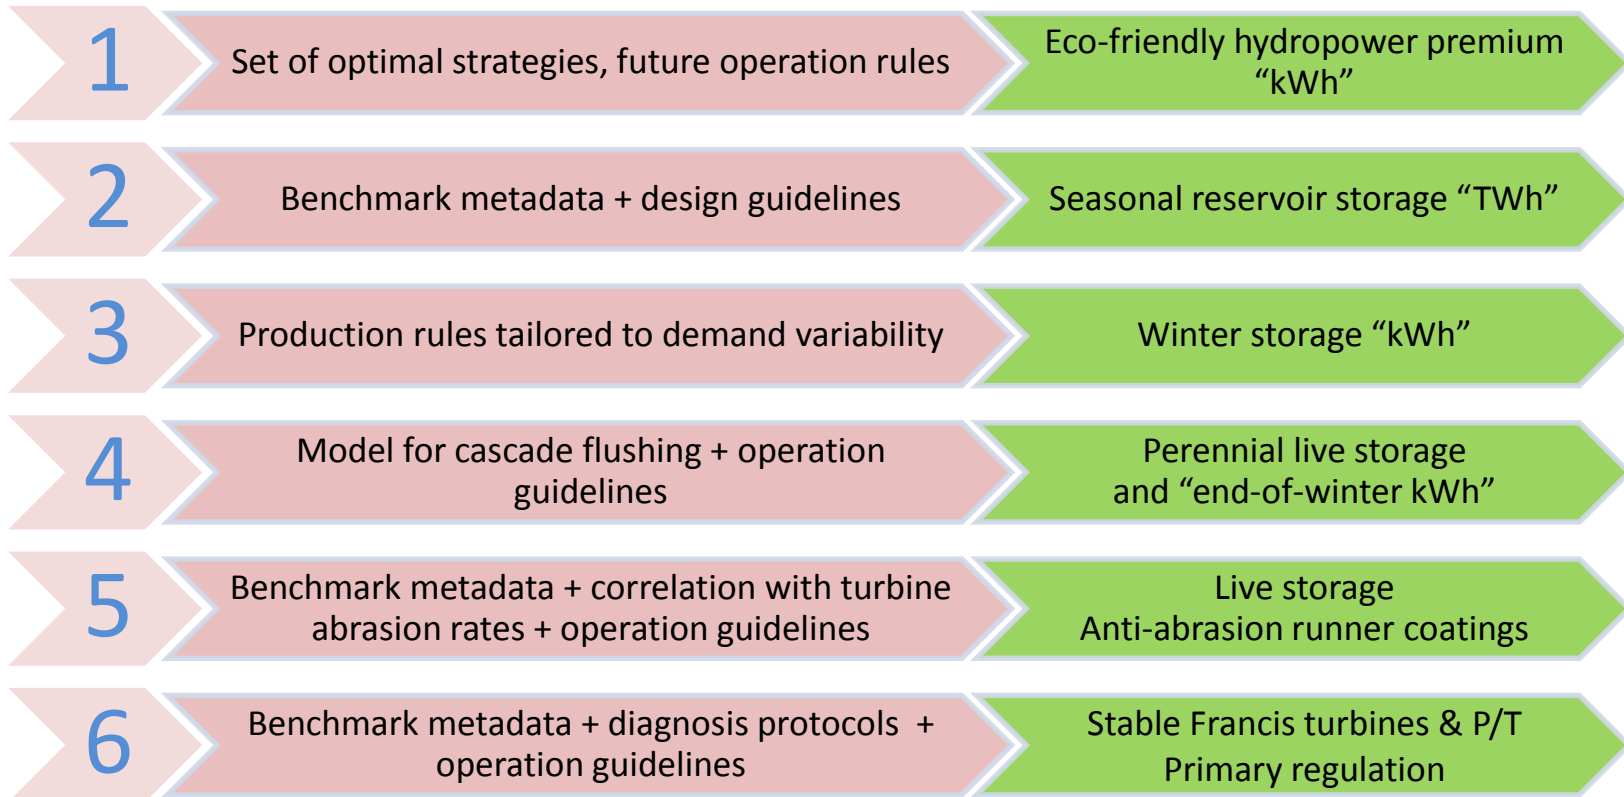 1
Set of optimal strategies, future operation rules
Eco-friendly hydropower premium
“kWh”
2
Benchmark metadata + design guidelines
Seasonal reservoir storage “TWh”
3
Production rules tailored to demand variability
Winter storage “kWh”
4
Model for cascade flushing + operation
guidelines
Perennial live storage
and “end-of-winter kWh”
5
Benchmark metadata + correlation with turbine
abrasion rates + operation guidelines
Live storage
Anti-abrasion runner coatings
6
Benchmark metadata + diagnosis protocols +
operation guidelines
Stable Francis turbines & P/T
Primary regulation